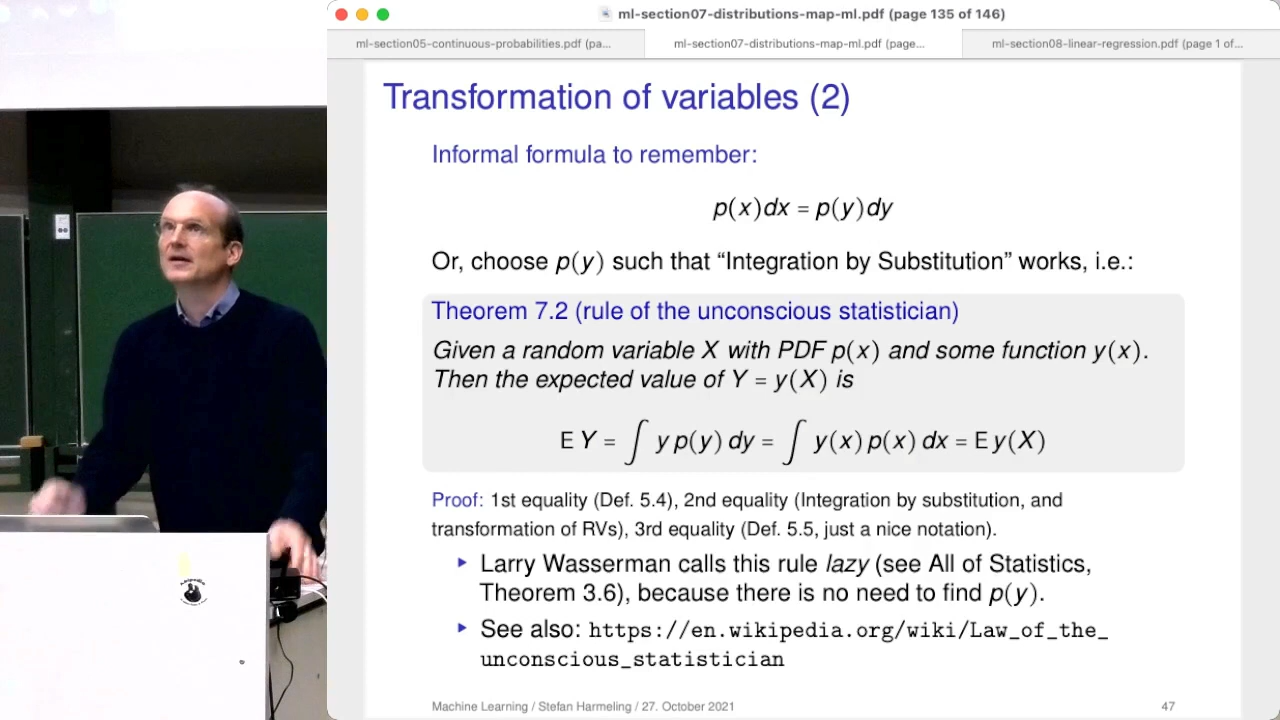 ml-section07-distributions-map-ml.pdf (page 135 of 146)
ml-section05-continuous-probabilities.pdf (pa...
ml-section07-distributions-map-ml.pdf (page...
ml-section08-linear-regression.pdf (page 1 of...
Transformation of variables (2)
Informal formula to remember:
p(x)dx = p(y)dy
Or, choose p(y) such that “Integration by Substitution” works, i.e.:
Theorem 7.2 (rule of the unconscious statistician)
Given a random variable X with PDF p(x) and some function y(x).
Then the expected value of Y = y(X) is
E Y = ∫ y p(y) dy = ∫ y(x) p(x) dx = E y(X)
Proof: 1st equality (Def. 5.4), 2nd equality (Integration by substitution, and
transformation of RVs), 3rd equality (Def. 5.5, just a nice notation).
▸ Larry Wasserman calls this rule lazy (see All of Statistics,
Theorem 3.6), because there is no need to find p(y).
▸ See also: https://en.wikipedia.org/wiki/Law_of_the_
unconscious_statistician
Machine Learning / Stefan Harmeling / 27. October 2021
47